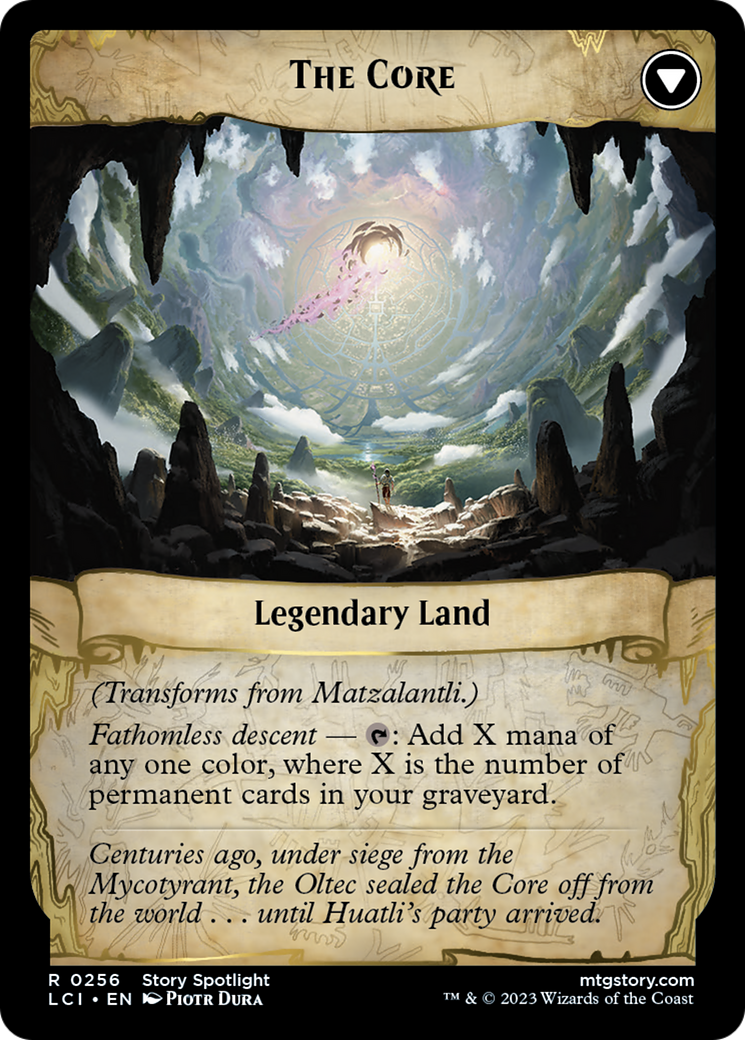 The Core
Legendary Land
(Transforms from Matzalantli.)
Fathomless descent — : Add X mana of
any one color, where X is the number of
permanent cards in your graveyard.
Centuries ago, under siege from the
Mycotyrant, the Oltec sealed the Core off from
the world . . . until Huatli's party arrived.
R 0256 Story Spotlight mtgstory.com
LCI • EN Piotr Dura ™ & © 2023 Wizards of the Coast